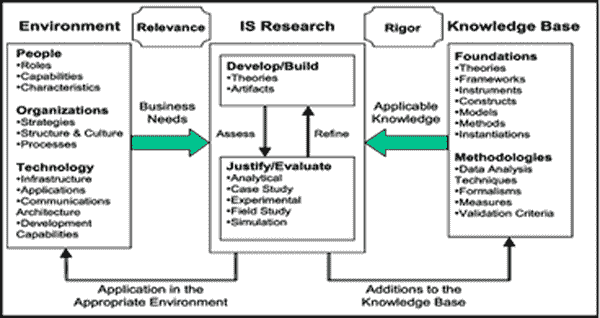 Environment
Relevance
IS Research
Rigor
Knowledge Base
People
•Roles
•Capabilities
•Characteristics
Organizations
•Strategies
•Structure & Culture
•Processes
Technology
•Infrastructure
•Applications
•Communications
Architecture
•Development
Capabilities
Business
Needs
Develop/Build
•Theories
•Artifacts
Assess
Refine
Justify/Evaluate
•Analytical
•Case Study
•Experimental
•Field Study
•Simulation
Applicable
Knowledge
Foundations
•Theories
•Frameworks
•Instruments
•Constructs
•Models
•Methods
•Instantiations
Methodologies
•Data Analysis
Techniques
•Formalisms
•Measures
•Validation Criteria
Application in the
Appropriate Environment
Additions to the
Knowledge Base